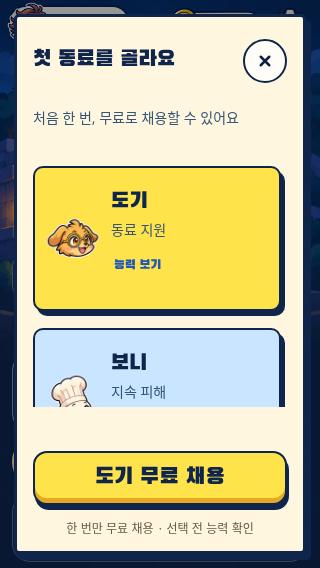 첫 동료를 골라요
처음 한 번, 무료로 채용할 수 있어요
도기
동료 지원
능력 보기
보니
지속 피해
도기 무료 채용
한 번만 무료 채용 · 선택 전 능력 확인